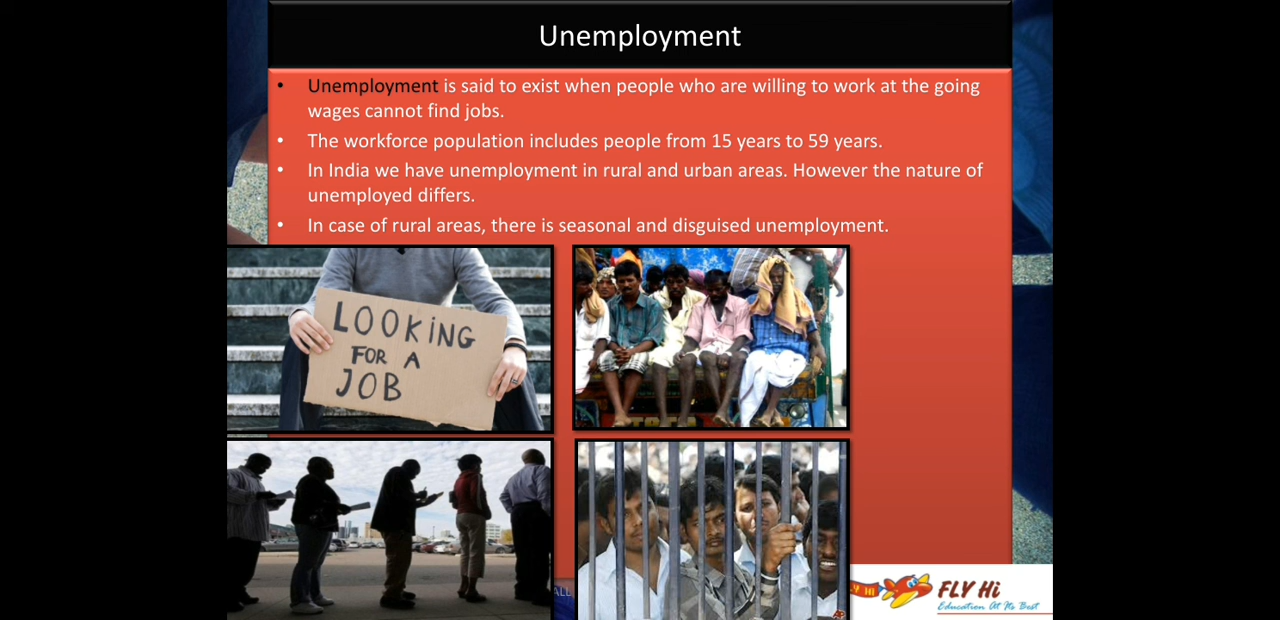 Unemployment
• Unemployment is said to exist when people who are willing to work at the going
wages cannot find jobs.
• The workforce population includes people from 15 years to 59 years.
• In India we have unemployment in rural and urban areas. However the nature of
unemployed differs.
• In case of rural areas, there is seasonal and disguised unemployment.
LOOKING
FOR A
JOB
ALL
HI
FLY Hi
Education At Its Best